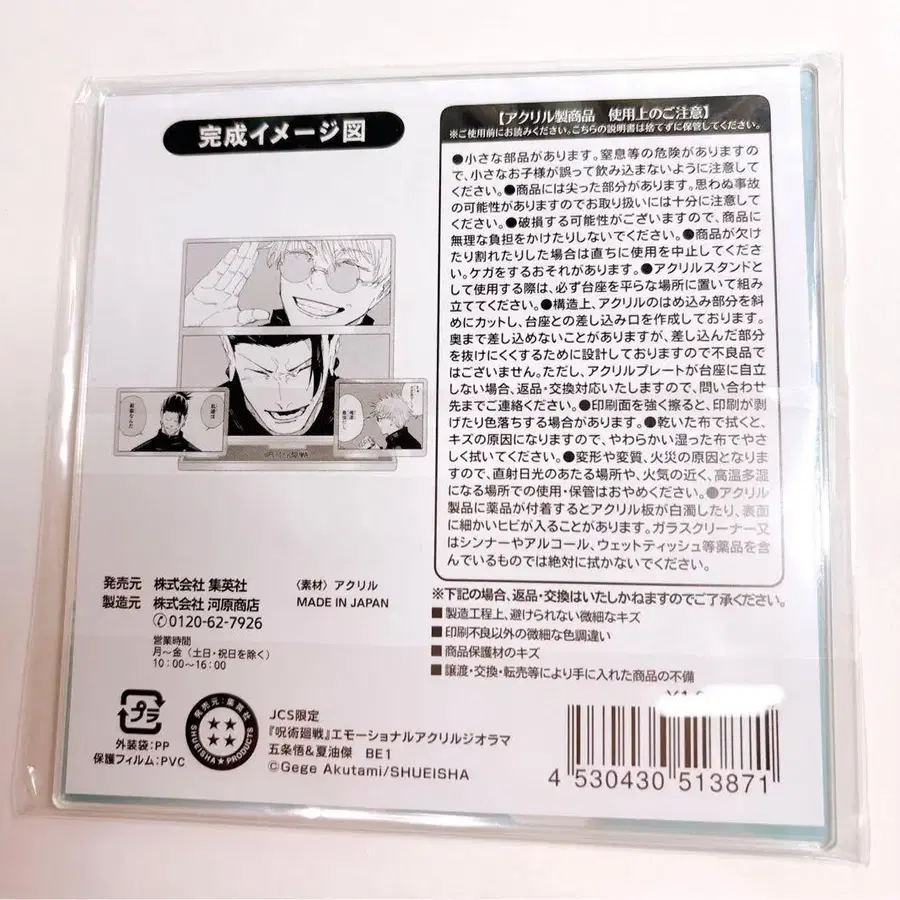 完成イメージ図
【アクリル製商品 使用上のご注意】
※ご使用前にお読みください。こちらの説明書は捨てずに保管してください。
●小さな部品があります。窒息等の危険がありますの
で、小さなお子様が誤って飲み込まないように注意して
ください。●商品には尖った部分があります。思わぬ事故
の可能性がありますのでお取り扱いには十分に注意して
ください。●破損する可能性がございますので、商品に
無理な負担をかけたりしないでください。●商品が欠け
たり割れたりした場合は直ちに使用を中止してくださ
い。ケガをするおそれがあります。●アクリルスタンドと
して使用する際は、必ず台座を平らな場所に置いて組み
立ててください。●構造上、アクリルのはめ込み部分を斜
めにカットし、台座との差し込み口を作成しております。
奥まで差し込めないことがありますが、差し込んだ部分
を抜けにくくするために設計しておりますので不良品で
はございません。ただし、アクリルプレートが台座に自立
しない場合、返品・交換対応いたしますので、問い合わせ
先までご連絡ください。●印刷面を強く擦ると、印刷が剥
げたり色落ちする場合があります。●乾いた布で拭くと、
キズの原因になりますので、やわらかい湿った布でやさ
しく拭いてください。●変形や変質、火災の原因となりま
すので、直射日光のあたる場所や、火気の近く、高温多湿
になる場所での使用・保管はおやめください。●アクリル
製品に薬品が付着するとアクリル板が白濁したり、表面
に細かいヒビが入ることがあります。ガラスクリーナー又
はシンナーやアルコール、ウェットティッシュ等薬品を含
んでいるものでは絶対に拭かないでください。
※下記の場合、返品・交換はいたしかねますのでご了承ください。
■製造工程上、避けられない微細なキズ
■印刷不良以外の微細な色調違い
■商品保護材のキズ
■譲渡・交換・転売等により手に入れた商品の不備
発売元 株式会社 集英社
製造元 株式会社 河原商店
✆0120-62-7926
営業時間
月〜金(土日・祝日を除く)
10:00〜16:00
〈素材〉アクリル
MADE IN JAPAN
プラ
外装袋:PP
保護フィルム:PVC
発売元:集英社
SHUEISHA PRODUCTS
JCS限定
『呪術廻戦』エモーショナルアクリルジオラマ
五条悟&夏油傑 BE1
©Gege Akutami/SHUEISHA
4 530430 513871